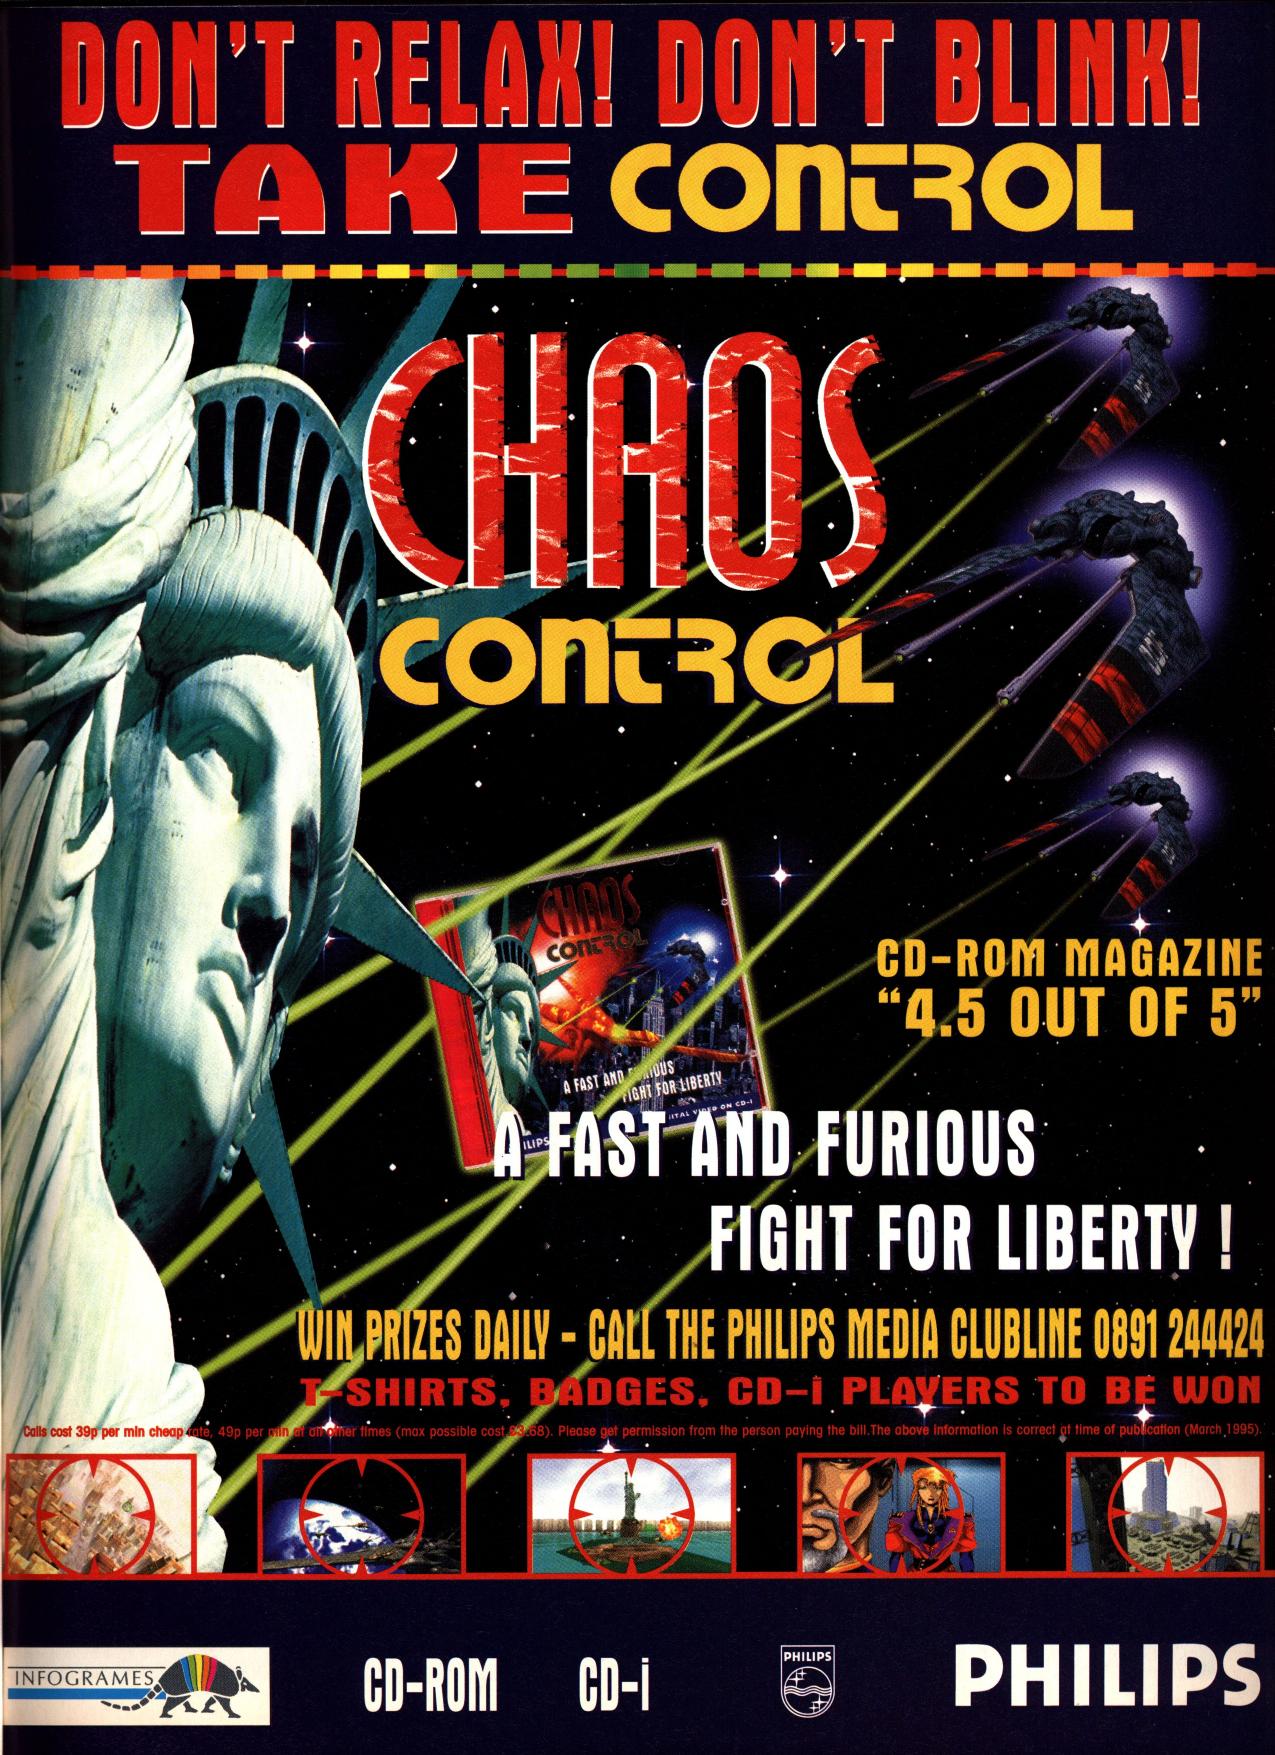 DON'T RELAX! DON'T BLINK!
TAKE CONTROL
CHAOS
CONTROL
CHAOS
CONTROL
A FAST AND FURIOUS
FIGHT FOR LIBERTY
VIDEO ON CD-i
CD-ROM MAGAZINE
"4.5 OUT OF 5"
A FAST AND FURIOUS
FIGHT FOR LIBERTY !
WIN PRIZES DAILY - CALL THE PHILIPS MEDIA CLUBLINE 0891 244424
T-SHIRTS, BADGES, CD-i PLAYERS TO BE WON
Calls cost 39p per min cheap rate, 49p per min at all other times (max possible cost £3.68). Please get permission from the person paying the bill.The above information is correct at time of publication (March 1995).
INFOGRAMES
CD-ROM
CD-i
PHILIPS
PHILIPS